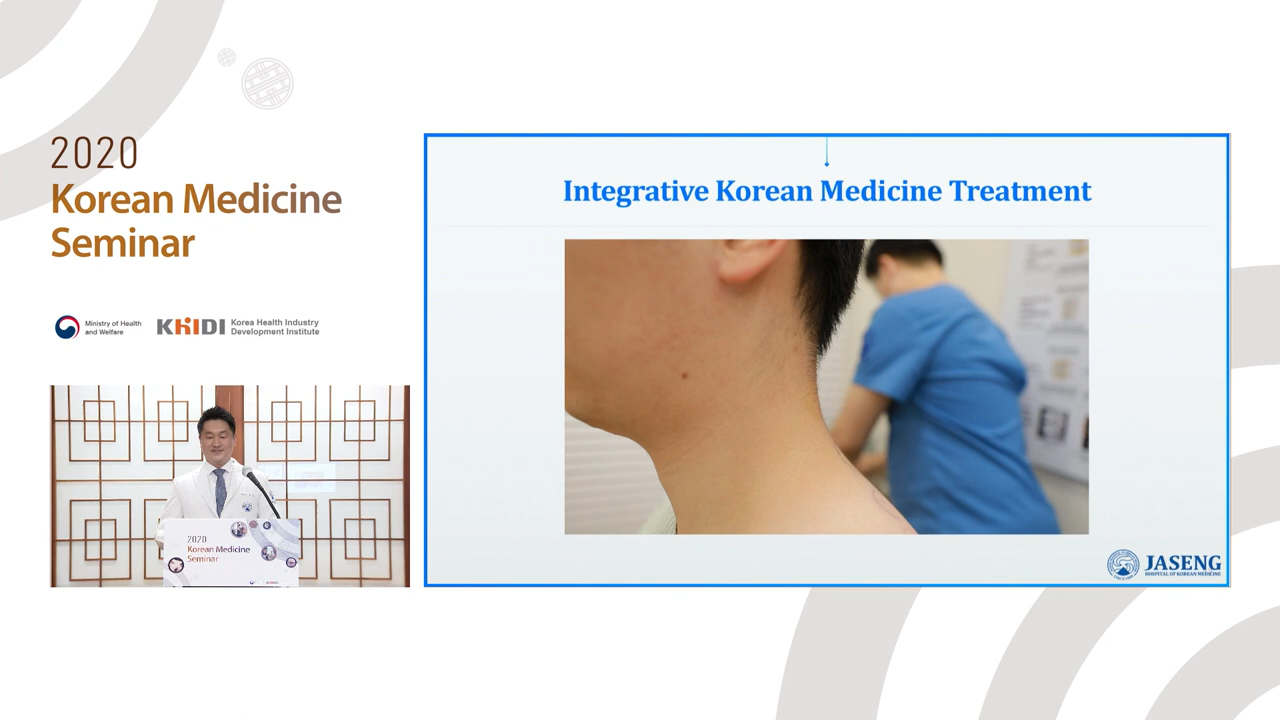 2020
Korean Medicine
Seminar
Ministry of Health
and Welfare
KHIDI
Korea Health Industry
Development Institute
Integrative Korean Medicine Treatment
2020
Korean Medicine
Seminar
JASENG
HOSPITAL OF KOREAN MEDICINE